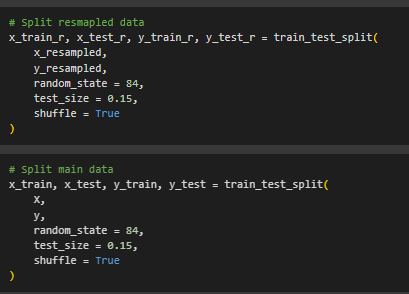 # Split resmapled data
x_train_r, x_test_r, y_train_r, y_test_r = train_test_split(
    x_resampled,
    y_resampled,
    random_state = 84,
    test_size = 0.15,
    shuffle = True
)
# Split main data
x_train, x_test, y_train, y_test = train_test_split(
    x,
    y,
    random_state = 84,
    test_size = 0.15,
    shuffle = True
)